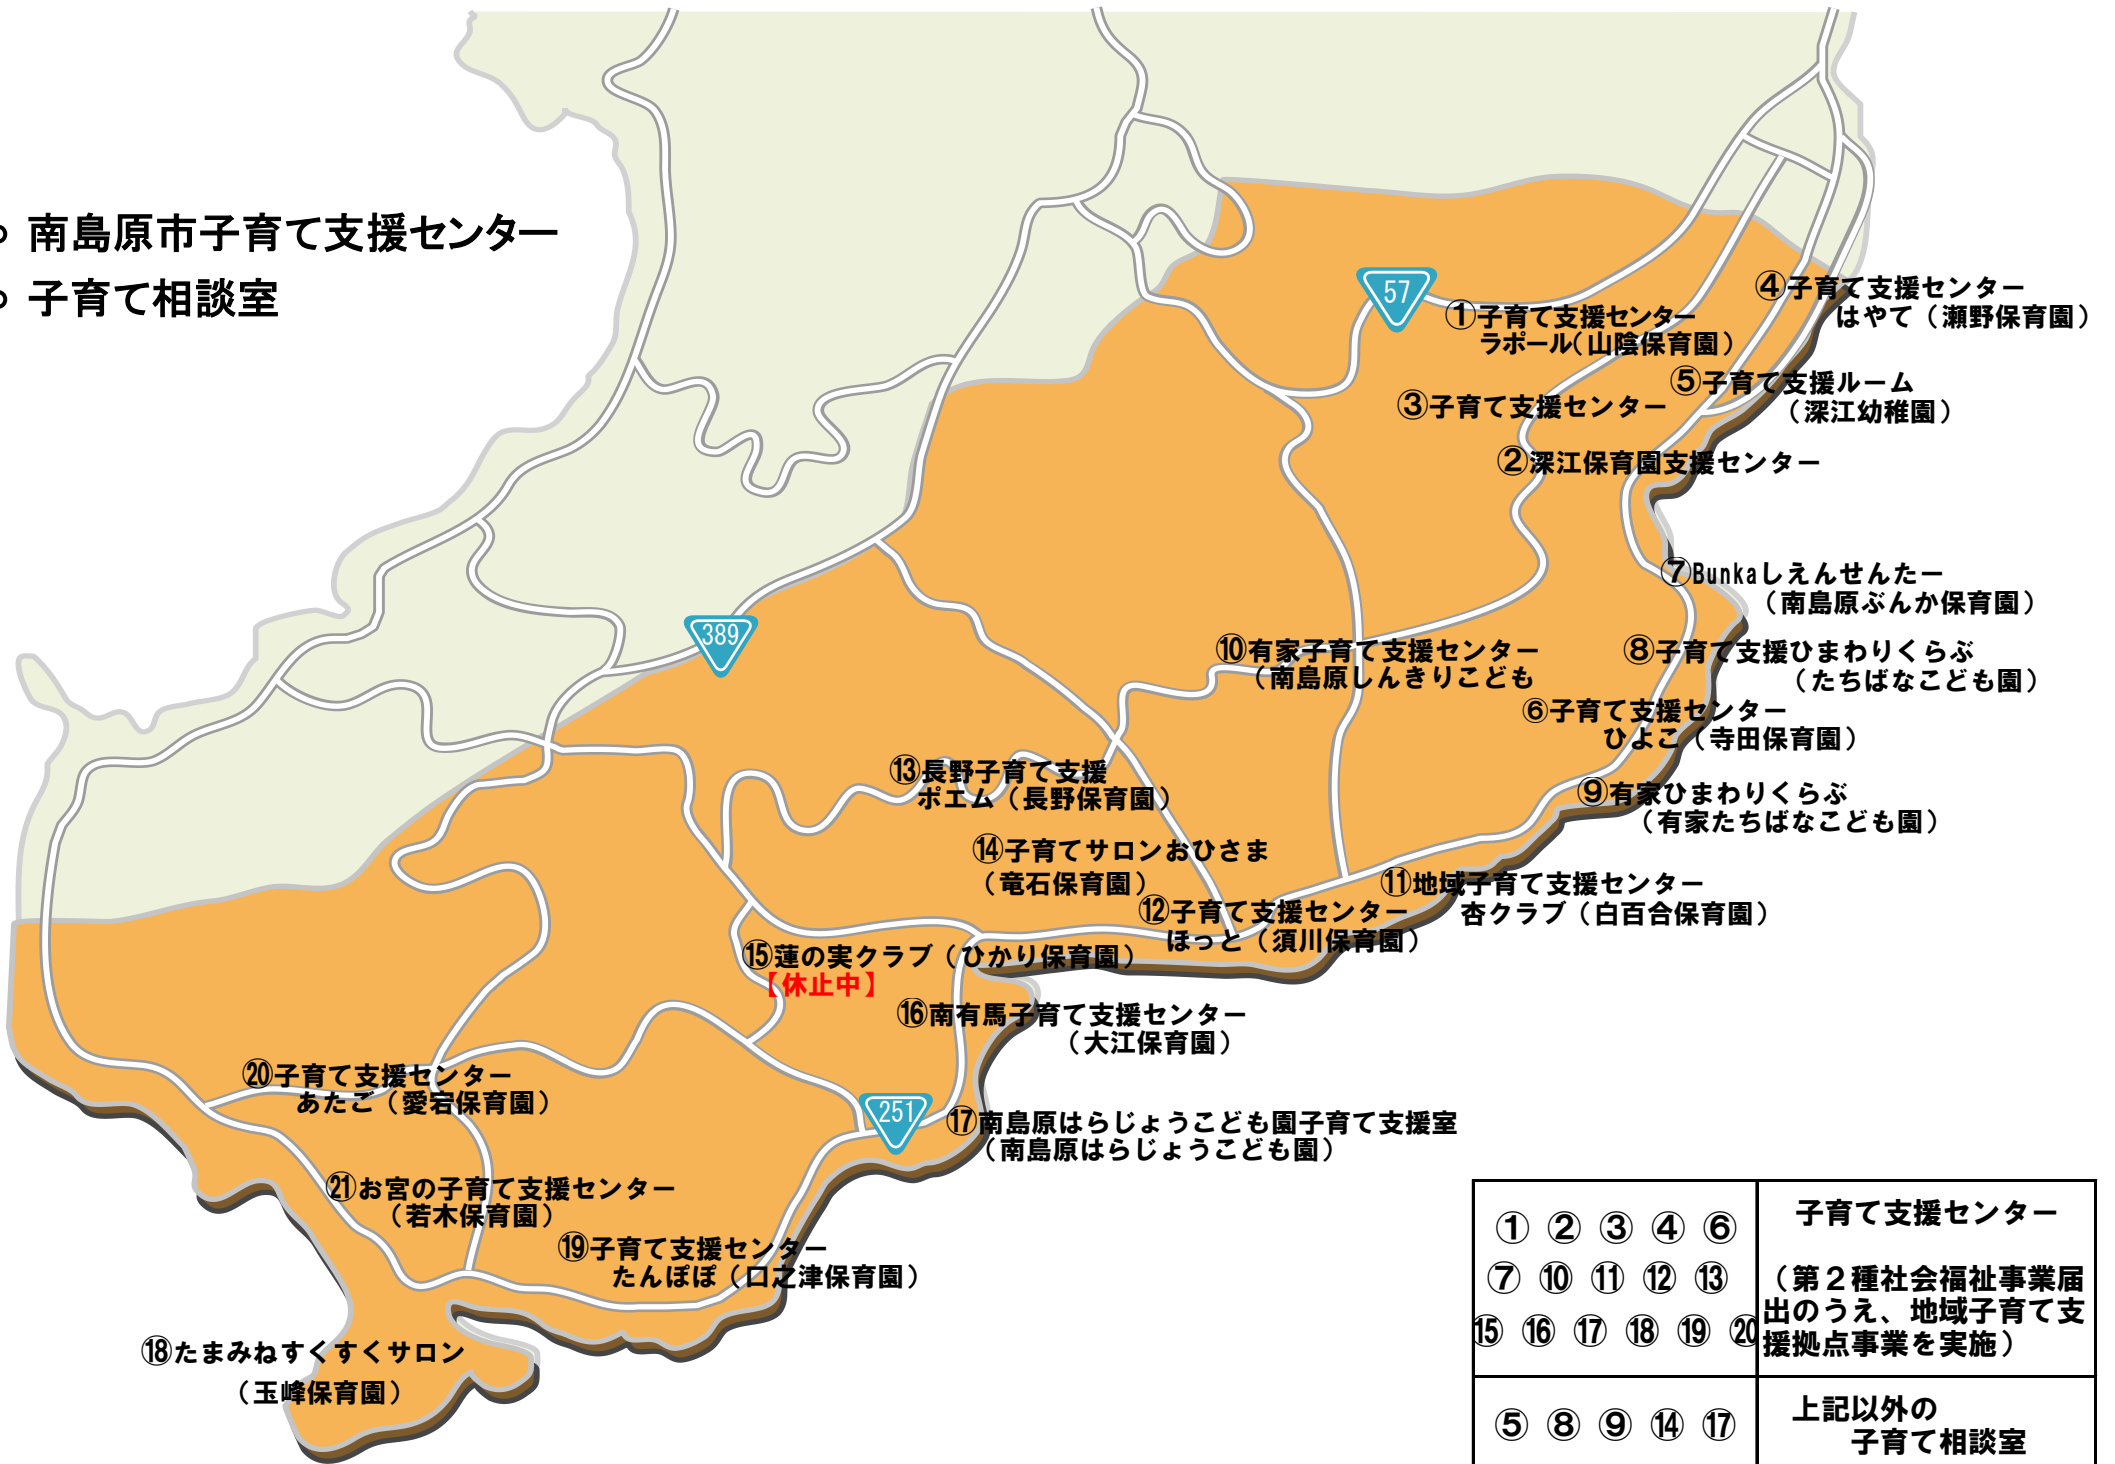 南島原市子育て支援センター
子育て相談室
57
④子育て支援センター
はやて（瀬野保育園）
①子育て支援センター
ラポール（山陰保育園）
⑤子育て支援ルーム
（深江幼稚園）
③子育て支援センター
②深江保育園支援センター
⑦Bunkaしえんせんたー
（南島原ぶんか保育園）
389
⑩有家子育て支援センター
（南島原しんきりこども
⑧子育て支援ひまわりくらぶ
（たちばなこども園）
⑥子育て支援センター
ひよこ（寺田保育園）
⑬長野子育て支援
ポエム（長野保育園）
⑨有家ひまわりくらぶ
（有家たちばなこども園）
⑭子育てサロンおひさま
（竜石保育園）
⑪地域子育て支援センター
杏クラブ（白百合保育園）
⑫子育て支援センター
ほっと（須川保育園）
⑮蓮の実クラブ（ひかり保育園）
【休止中】
⑯南有馬子育て支援センター
（大江保育園）
⑳子育て支援センター
あたご（愛宕保育園）
251
⑰南島原はらじょうこども園子育て支援室
（南島原はらじょうこども園）
㉑お宮の子育て支援センター
（若木保育園）
⑲子育て支援センター
たんぽぽ（口之津保育園）
⑱たまみねすくすくサロン
（玉峰保育園）
① ② ③ ④ ⑥
⑦ ⑩ ⑪ ⑫ ⑬
⑮ ⑯ ⑰ ⑱ ⑲ ⑳
子育て支援センター
（第２種社会福祉事業届
出のうえ、地域子育て支
援拠点事業を実施）
⑤ ⑧ ⑨ ⑭ ⑰
上記以外の
子育て相談室